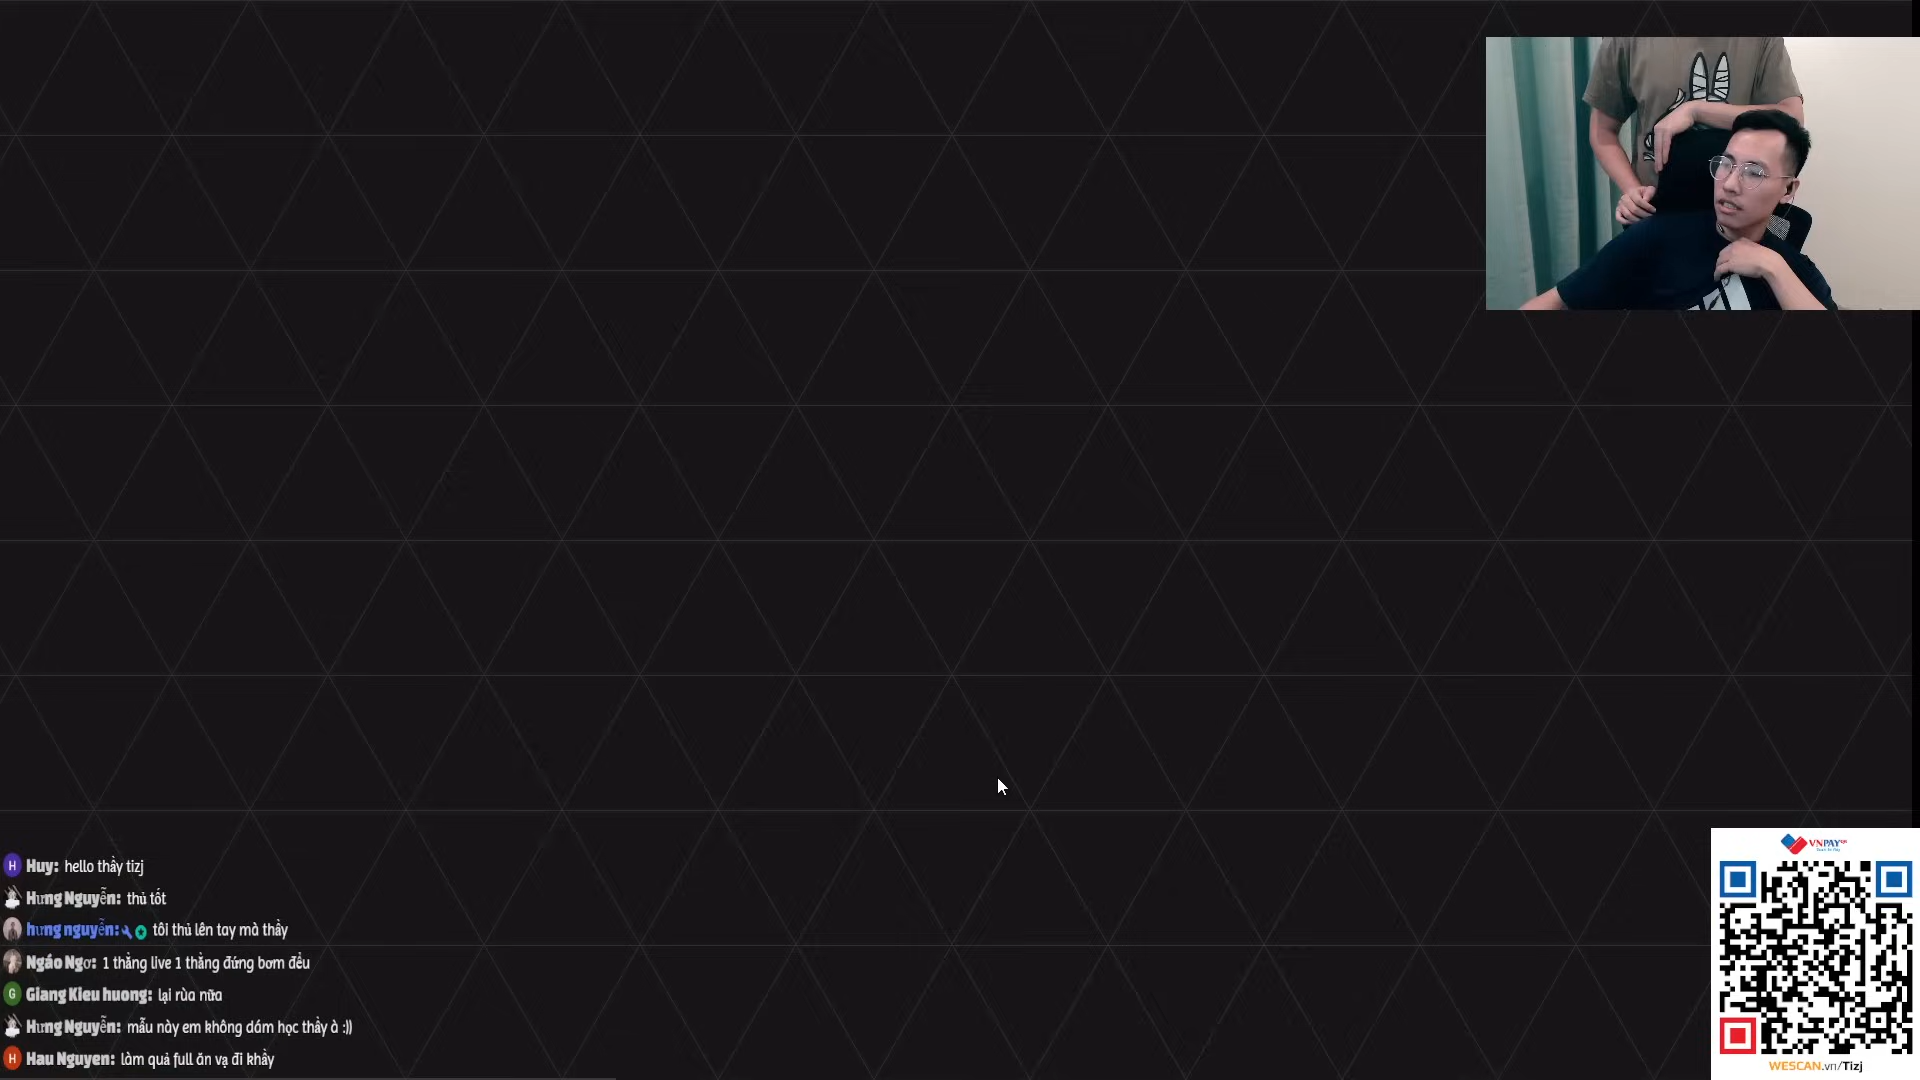 Huy: hello thầy tizj
Hưng Nguyễn: thủ tốt
hưng nguyễn: tôi thủ lên tay mà thầy
Ngáo Ngơ: 1 thằng live 1 thằng đứng bơm đểu
Giang Kieu huong: lại rùa nữa
Hưng Nguyễn: mẫu này em không dám học thầy à :))
Hau Nguyen: làm quả full ăn vạ đi khầy
VNPAY
WESCAN.vn/Tizj